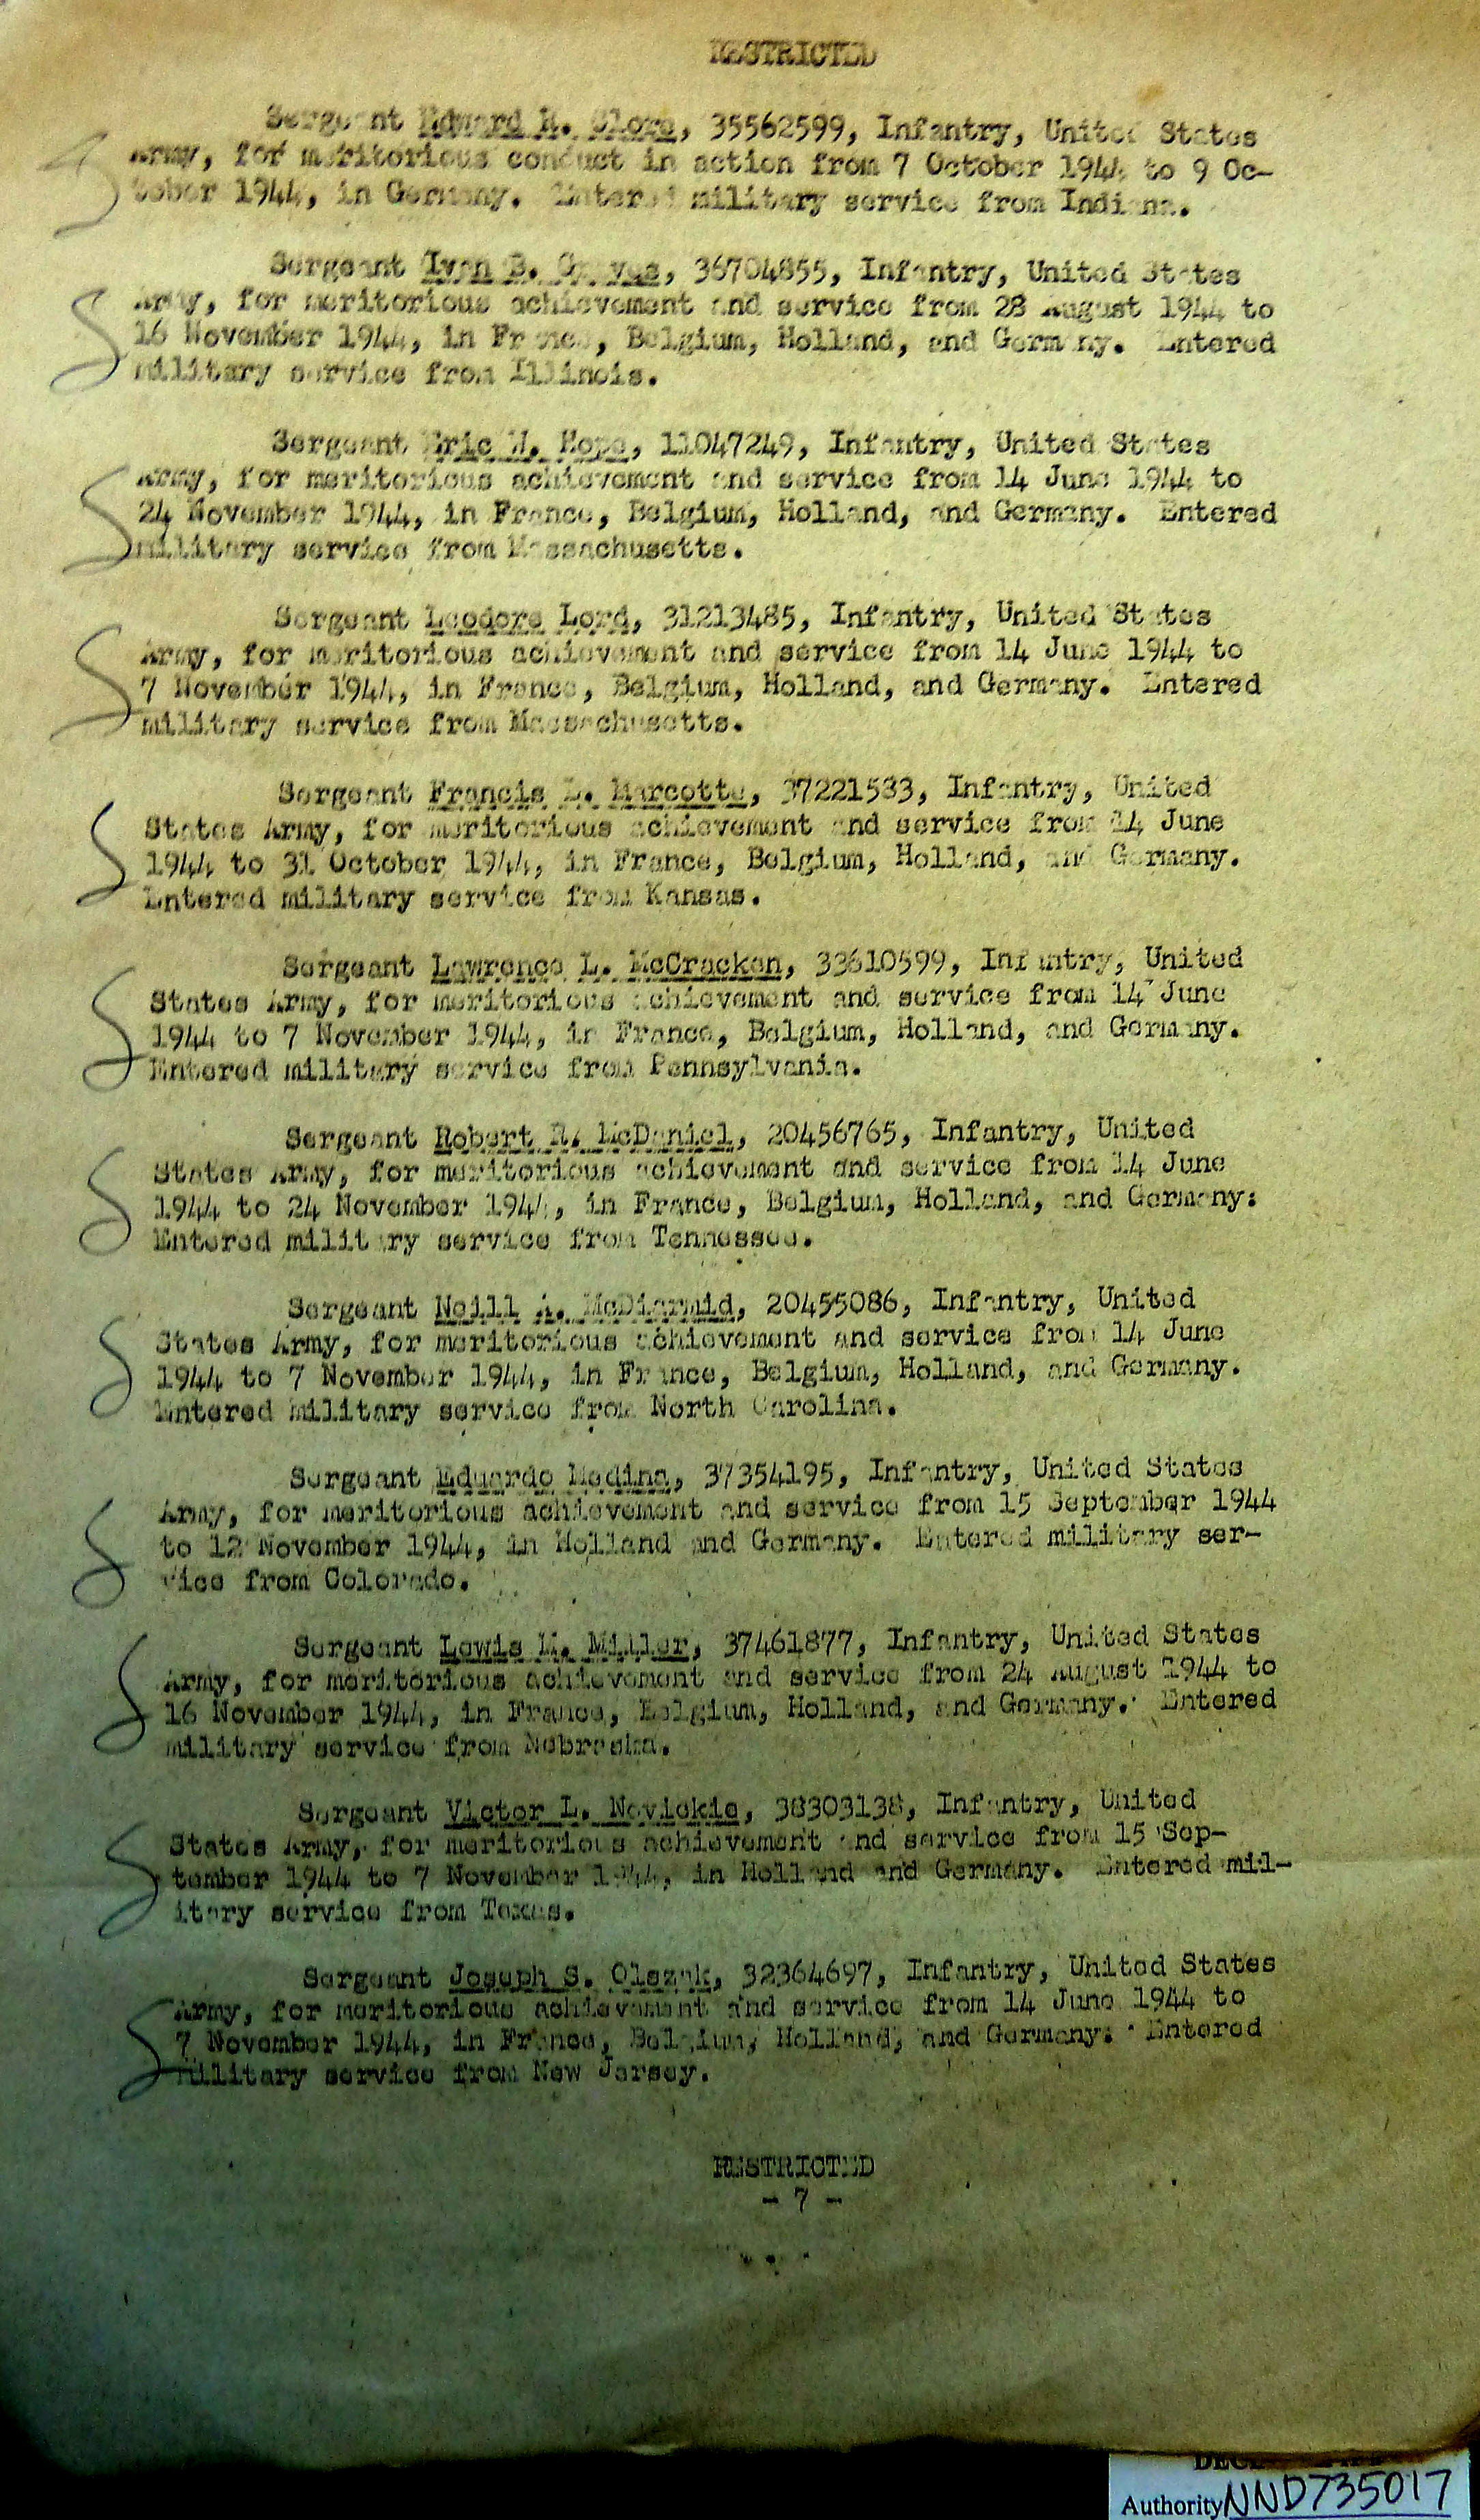 RESTRICTED
Sergeant Edward R. 35562599, Infantry, United States
Army, for meritorious conduct in action from 7 October 1944 to 9 Oc-
tober 1944, in Germany. Entered military service from Indiana.
Sergeant Ivan B. Graves, 36704855, Infantry, United States
Army, for meritorious achievement and service from 28 August 1944 to
16 November 1944, in France, Belgium, Holland, and Germany. Entered
military service from Illinois.
Sergeant Eric W. Hope, 11047249, Infantry, United States
Army, for meritorious achievement and service from 14 June 1944 to
24 November 1944, in France, Belgium, Holland, and Germany. Entered
military service from Massachusetts.
Sergeant Leodore Lord, 31213485, Infantry, United States
Army, for meritorious achievement and service from 14 June 1944 to
7 November 1944, in France, Belgium, Holland, and Germany. Entered
military service from Massachusetts.
Sergeant Francis L. Marcotte, 37221533, Infantry, United
States Army, for meritorious achievement and service from 14 June
1944 to 31 October 1944, in France, Belgium, Holland, and Germany.
Entered military service from Kansas.
Sergeant Lawrence L. McCracken, 33610599, Infantry, United
States Army, for meritorious achievement and service from 14 June
1944 to 7 November 1944, in France, Belgium, Holland, and Germany.
Entered military service from Pennsylvania.
Sergeant Robert R. McDaniel, 20456765, Infantry, United
States Army, for meritorious achievement and service from 14 June
1944 to 24 November 1944, in France, Belgium, Holland, and Germany.
Entered military service from Tennessee.
Sergeant Neill A. McDiarmid, 20455086, Infantry, United
States Army, for meritorious achievement and service from 14 June
1944 to 7 November 1944, in France, Belgium, Holland, and Germany.
Entered military service from North Carolina.
Sergeant Eduardo Medina, 37354195, Infantry, United States
Army, for meritorious achievement and service from 15 September 1944
to 12 November 1944, in Holland and Germany. Entered military ser-
vice from Colorado.
Sergeant Lewis M. Miller, 37461877, Infantry, United States
Army, for meritorious achievement and service from 24 August 1944 to
16 November 1944, in France, Belgium, Holland, and Germany. Entered
military service from Nebraska.
Sergeant Victor L. Novickie, 38303138, Infantry, United
States Army, for meritorious achievement and service from 15 Sep-
tember 1944 to 7 November 1944, in Holland and Germany. Entered mil-
itary service from Texas.
Sergeant Joseph S. Olszak, 32364697, Infantry, United States
Army, for meritorious achievement and service from 14 June 1944 to
7 November 1944, in France, Belgium, Holland, and Germany. Entered
military service from New Jersey.
RESTRICTED
- 7 -
Authority NND735017